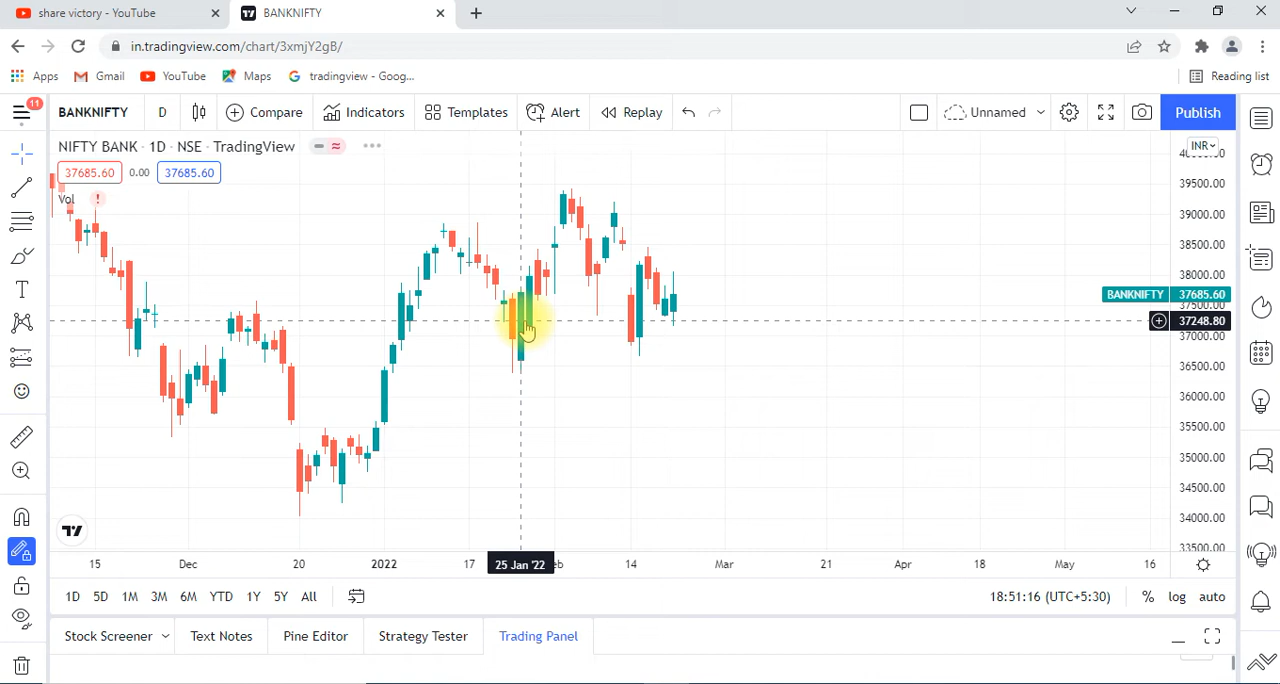 share victory - YouTube
BANKNIFTY
in.tradingview.com/chart/3xmjY2gB/
Apps
Gmail
YouTube
Maps
tradingview - Goog...
Reading list
11
BANKNIFTY
D
Compare
Indicators
Templates
Alert
Replay
Unnamed
Publish
NIFTY BANK · 1D · NSE · TradingView
INR
37685.60
0.00
37685.60
Vol
39500.00
39000.00
38500.00
38000.00
BANKNIFTY 37685.60
37500.00
37248.80
37000.00
36500.00
36000.00
35500.00
35000.00
34500.00
34000.00
33500.00
15
Dec
20
2022
17
25 Jan '22
14
Mar
21
Apr
18
May
16
1D 5D 1M 3M 6M YTD 1Y 5Y All
18:51:16 (UTC+5:30)
% log auto
Stock Screener
Text Notes
Pine Editor
Strategy Tester
Trading Panel